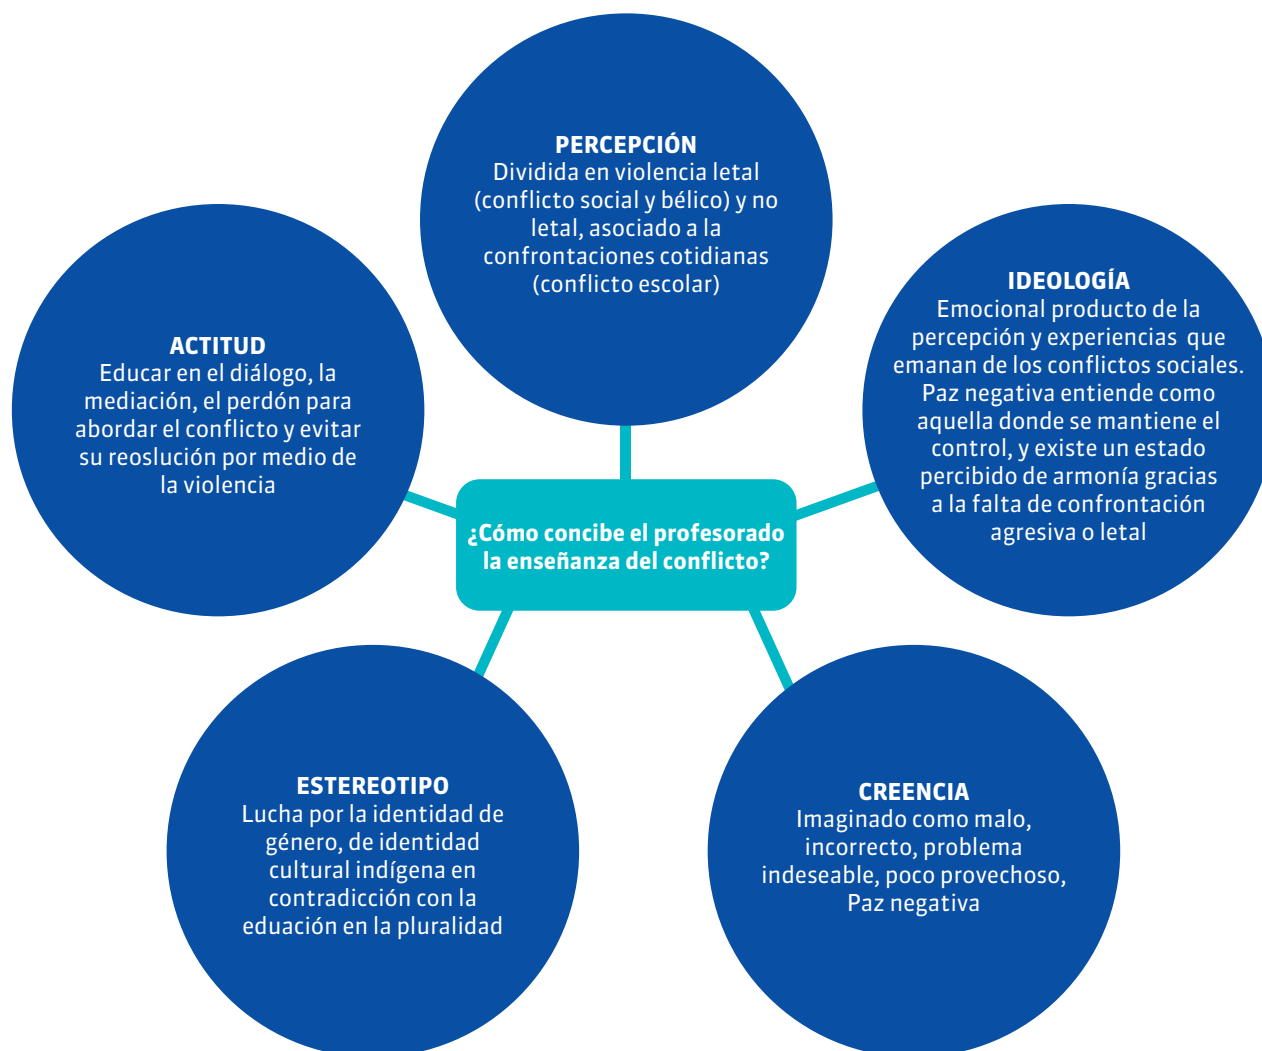 PERCEPCIÓN
Dividida en violencia letal
(conflicto social y bélico) y no
letal, asociado a la
confrontaciones cotidianas
(conflicto escolar)
IDEOLOGÍA
Emocional producto de la
percepción y experiencias que
emanan de los conflictos sociales.
Paz negativa entiende como
aquella donde se mantiene el
control, y existe un estado
percibido de armonía gracias
a la falta de confrontación
agresiva o letal
ACTITUD
Educar en el diálogo, la
mediación, el perdón para
abordar el conflicto y evitar
su reoslución por medio de
la violencia
¿Cómo concibe el profesorado
la enseñanza del conflicto?
ESTEREOTIPO
Lucha por la identidad de
género, de identidad
cultural indígena en
contradicción con la
eduación en la pluralidad
CREENCIA
Imaginado como malo,
incorrecto, problema
indeseable, poco provechoso,
Paz negativa